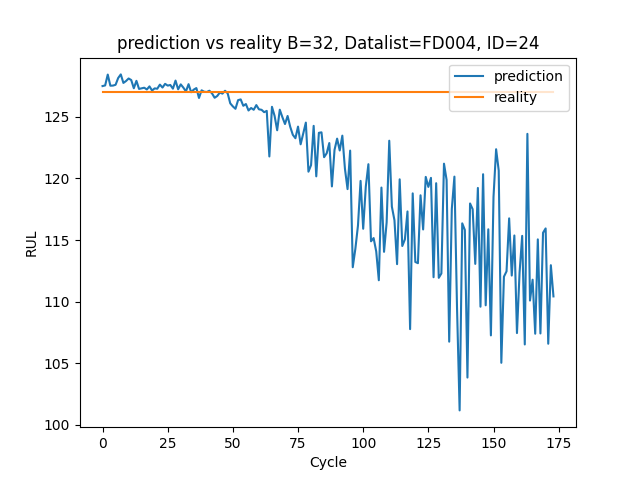 prediction vs reality B=32, Datalist=FD004, ID=24
prediction
reality
RUL
125
120
115
110
105
100
0 25 50 75 100 125 150 175
Cycle